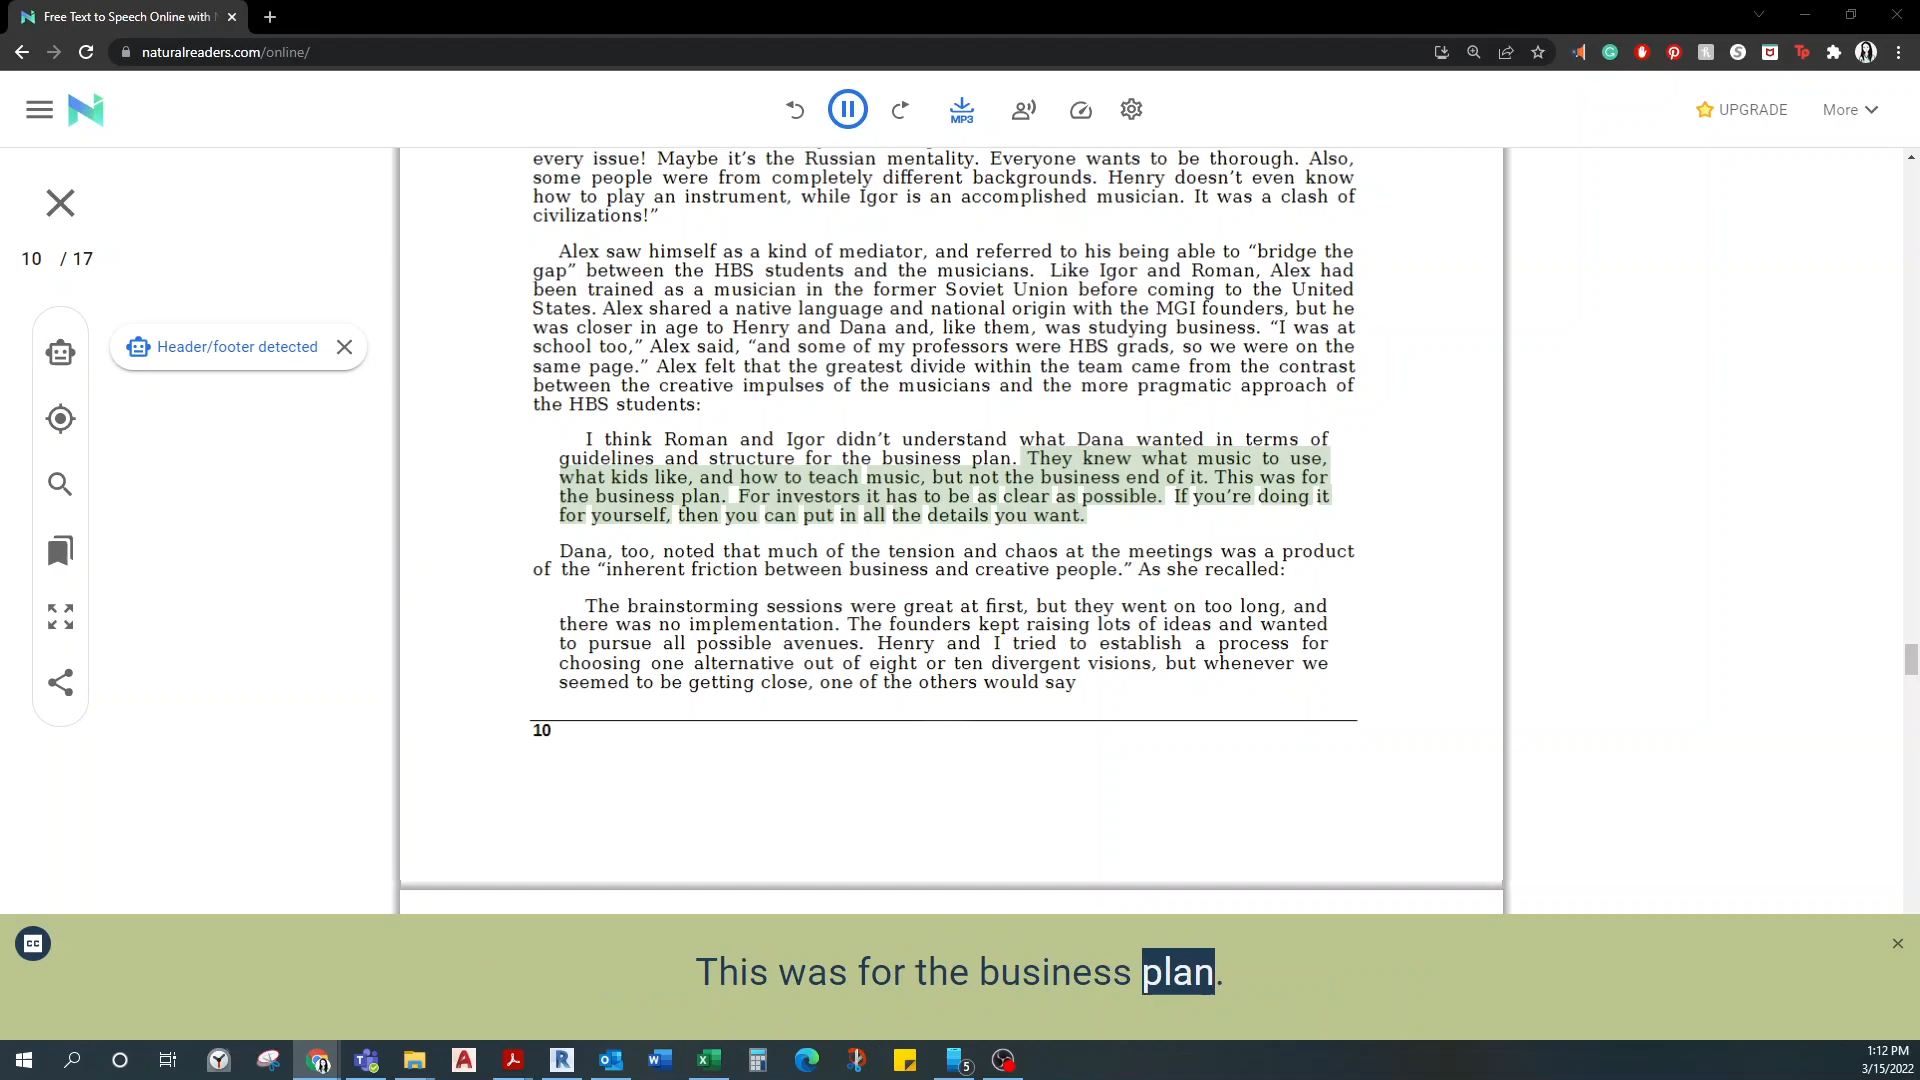 Free Text to Speech Online with
naturalreaders.com/online/
MP3
UPGRADE
More
10 / 17
Header/footer detected
every issue! Maybe it’s the Russian mentality. Everyone wants to be thorough. Also,
some people were from completely different backgrounds. Henry doesn’t even know
how to play an instrument, while Igor is an accomplished musician. It was a clash of
civilizations!”
Alex saw himself as a kind of mediator, and referred to his being able to “bridge the
gap” between the HBS students and the musicians. Like Igor and Roman, Alex had
been trained as a musician in the former Soviet Union before coming to the United
States. Alex shared a native language and national origin with the MGI founders, but he
was closer in age to Henry and Dana and, like them, was studying business. “I was at
school too,” Alex said, “and some of my professors were HBS grads, so we were on the
same page.” Alex felt that the greatest divide within the team came from the contrast
between the creative impulses of the musicians and the more pragmatic approach of
the HBS students:
I think Roman and Igor didn’t understand what Dana wanted in terms of
guidelines and structure for the business plan. They knew what music to use,
what kids like, and how to teach music, but not the business end of it. This was for
the business plan. For investors it has to be as clear as possible. If you’re doing it
for yourself, then you can put in all the details you want.
Dana, too, noted that much of the tension and chaos at the meetings was a product
of the “inherent friction between business and creative people.” As she recalled:
The brainstorming sessions were great at first, but they went on too long, and
there was no implementation. The founders kept raising lots of ideas and wanted
to pursue all possible avenues. Henry and I tried to establish a process for
choosing one alternative out of eight or ten divergent visions, but whenever we
seemed to be getting close, one of the others would say
10
CC
This was for the business plan.
5
1:12 PM
3/15/2022